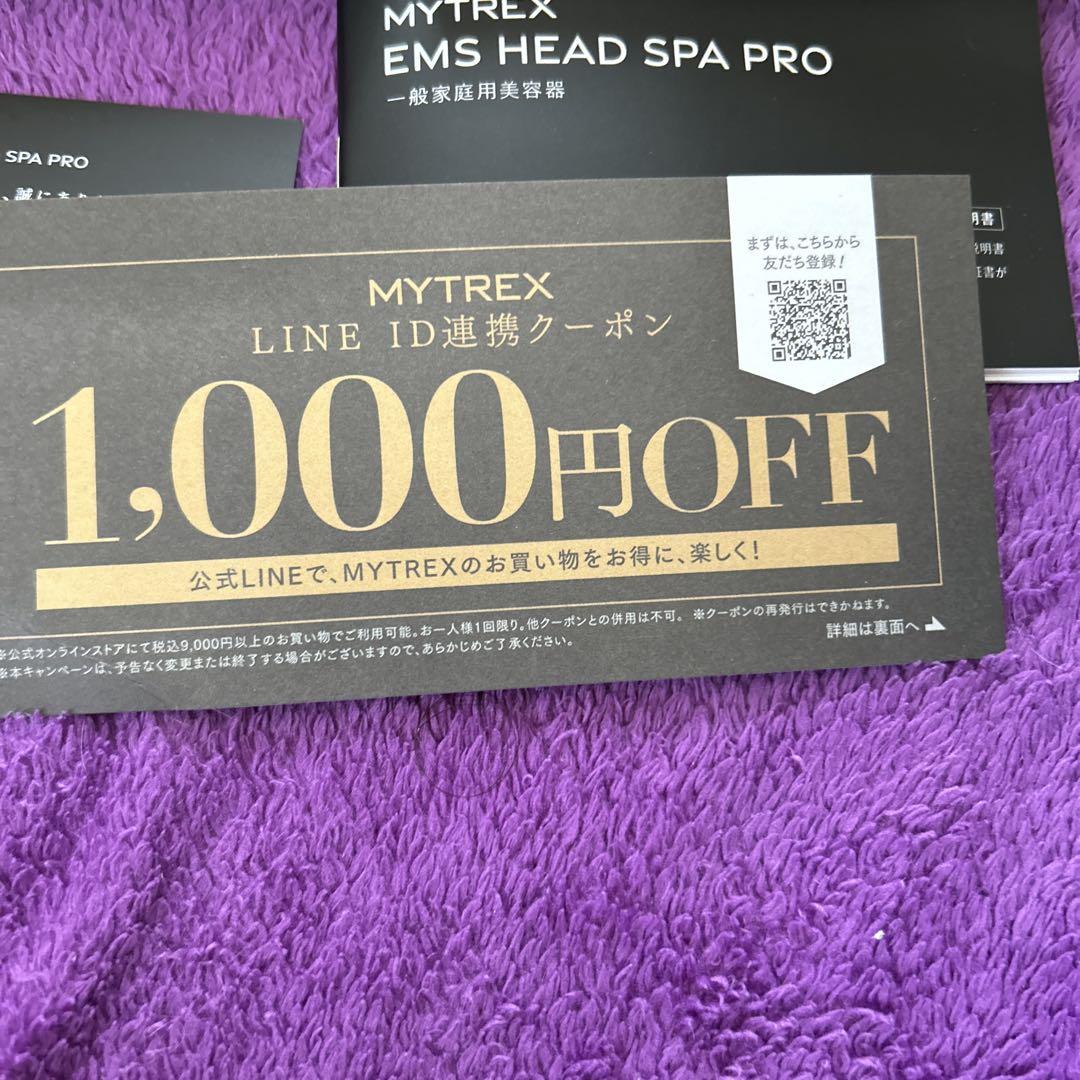 MYTREX
EMS HEAD SPA PRO
一般家庭用美容器
SPA PRO
明書
説明書
証書が
まずは、こちらから
友だち登録!
MYTREX
LINE ID連携クーポン
1,000円OFF
公式LINEで、MYTREXのお買い物をお得に、楽しく!
※公式オンラインストアにて税込9,000円以上のお買い物でご利用可能。お一人様1回限り。他クーポンとの併用は不可。 ※クーポンの再発行はできかねます。
※本キャンペーンは、予告なく変更または終了する場合がございますので、あらかじめご了承ください。
詳細は裏面へ